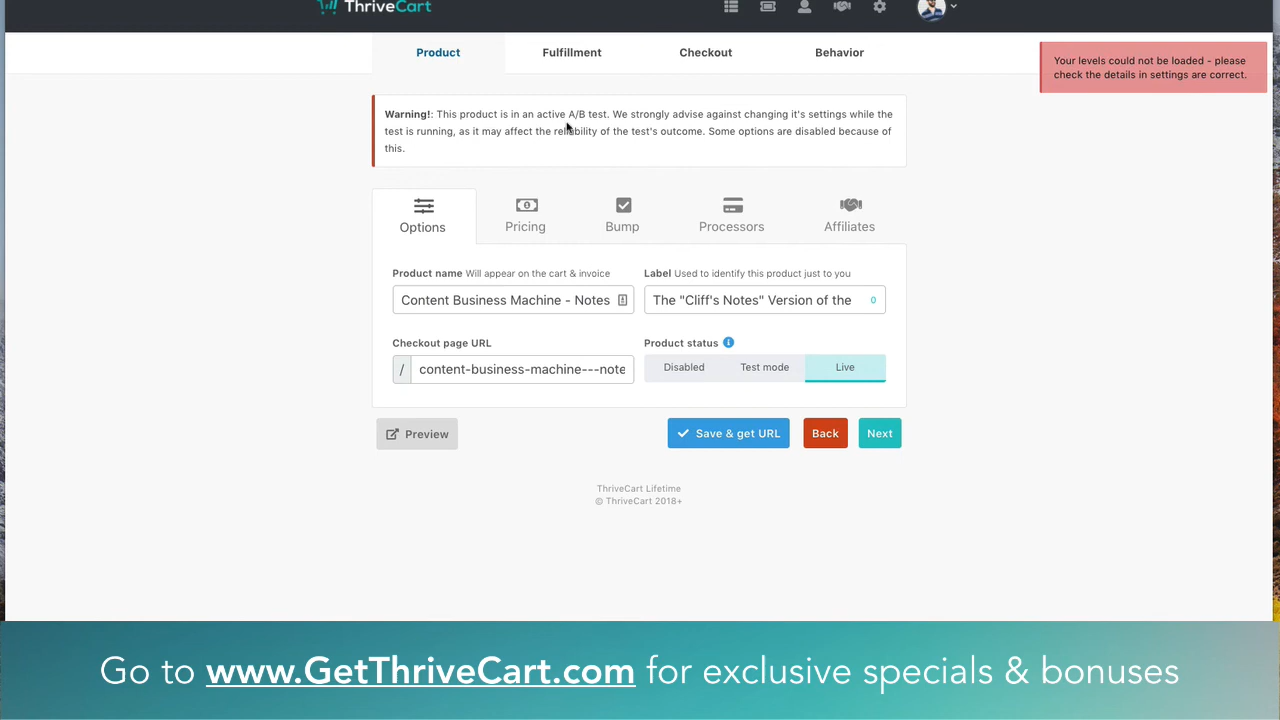 ThriveCart
Product
Fulfillment
Checkout
Behavior
Your levels could not be loaded - please
check the details in settings are correct.
Warning!: This product is in an active A/B test. We strongly advise against changing it's settings while the
test is running, as it may affect the reliability of the test's outcome. Some options are disabled because of
this.
Options
Pricing
Bump
Processors
Affiliates
Product name Will appear on the cart & invoice
Label Used to identify this product just to you
Content Business Machine - Notes
The "Cliff's Notes" Version of the
0
Checkout page URL
Product status
/ content-business-machine---note
Disabled
Test mode
Live
Preview
Save & get URL
Back
Next
ThriveCart Lifetime
© ThriveCart 2018+
Go to www.GetThriveCart.com for exclusive specials & bonuses